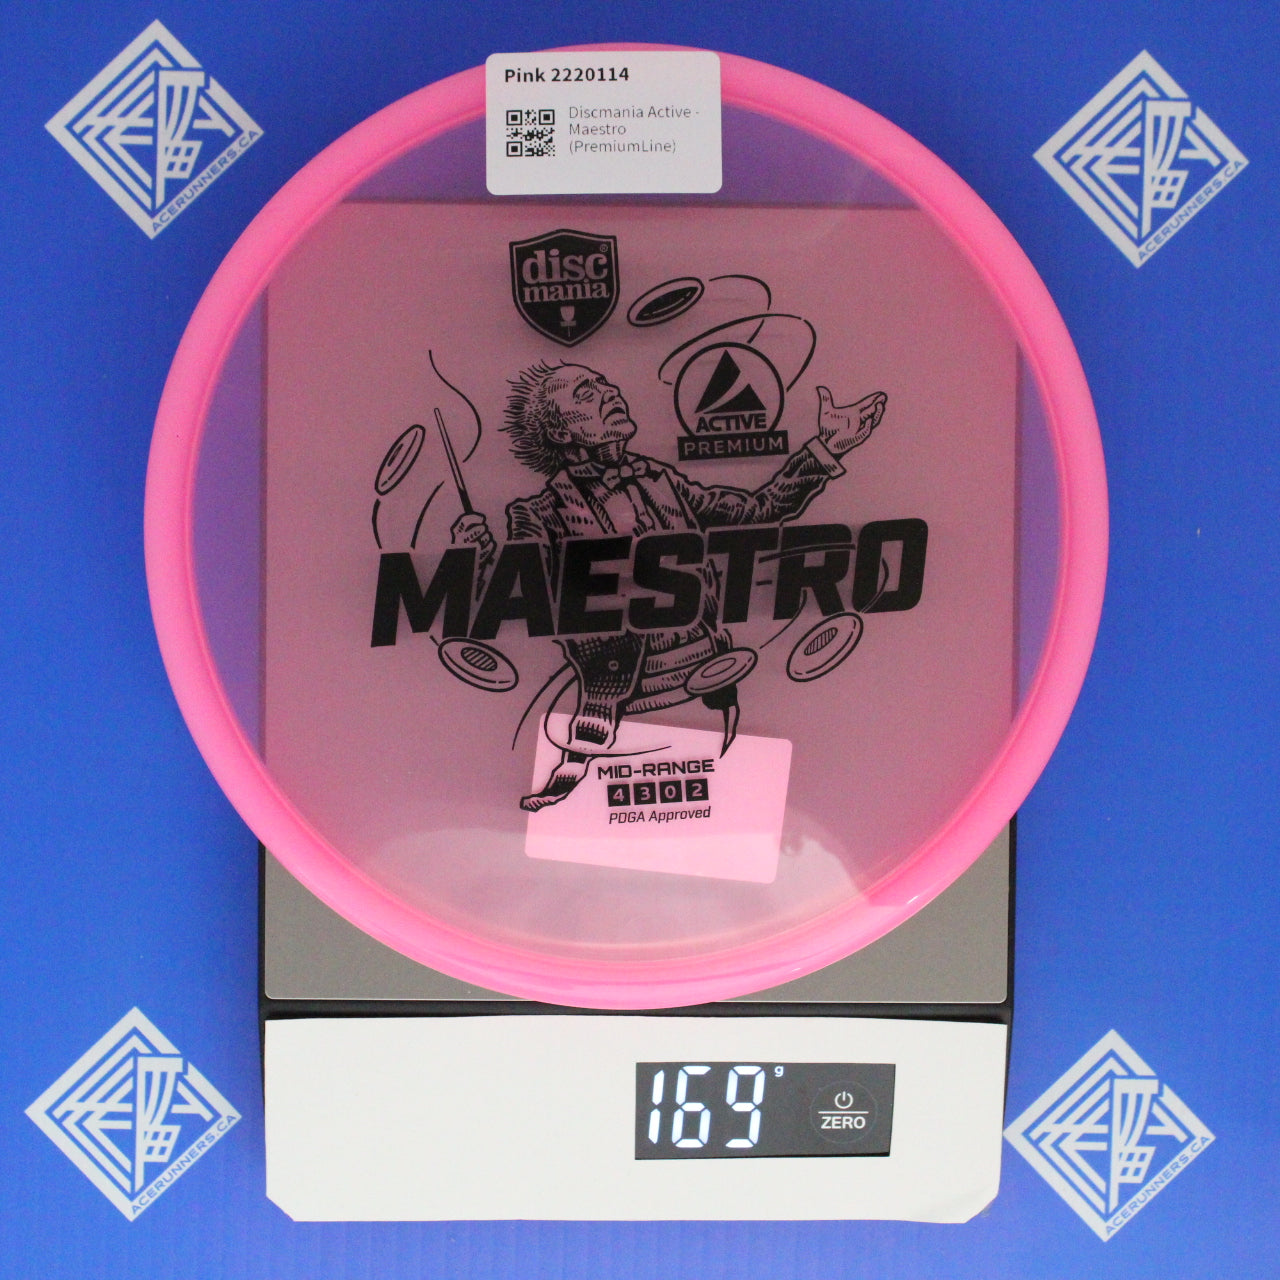 Pink 2220114
Discmania Active -
Maestro
(PremiumLine)
disc
mania
®
ACTIVE
PREMIUM
MAESTRO
MID-RANGE
4 3 0 2
PDGA Approved
169 g
ZERO
ACERUNNERS.CA
ACERUNNERS.CA
ACERUNNERS.CA
ACERUNNERS.CA